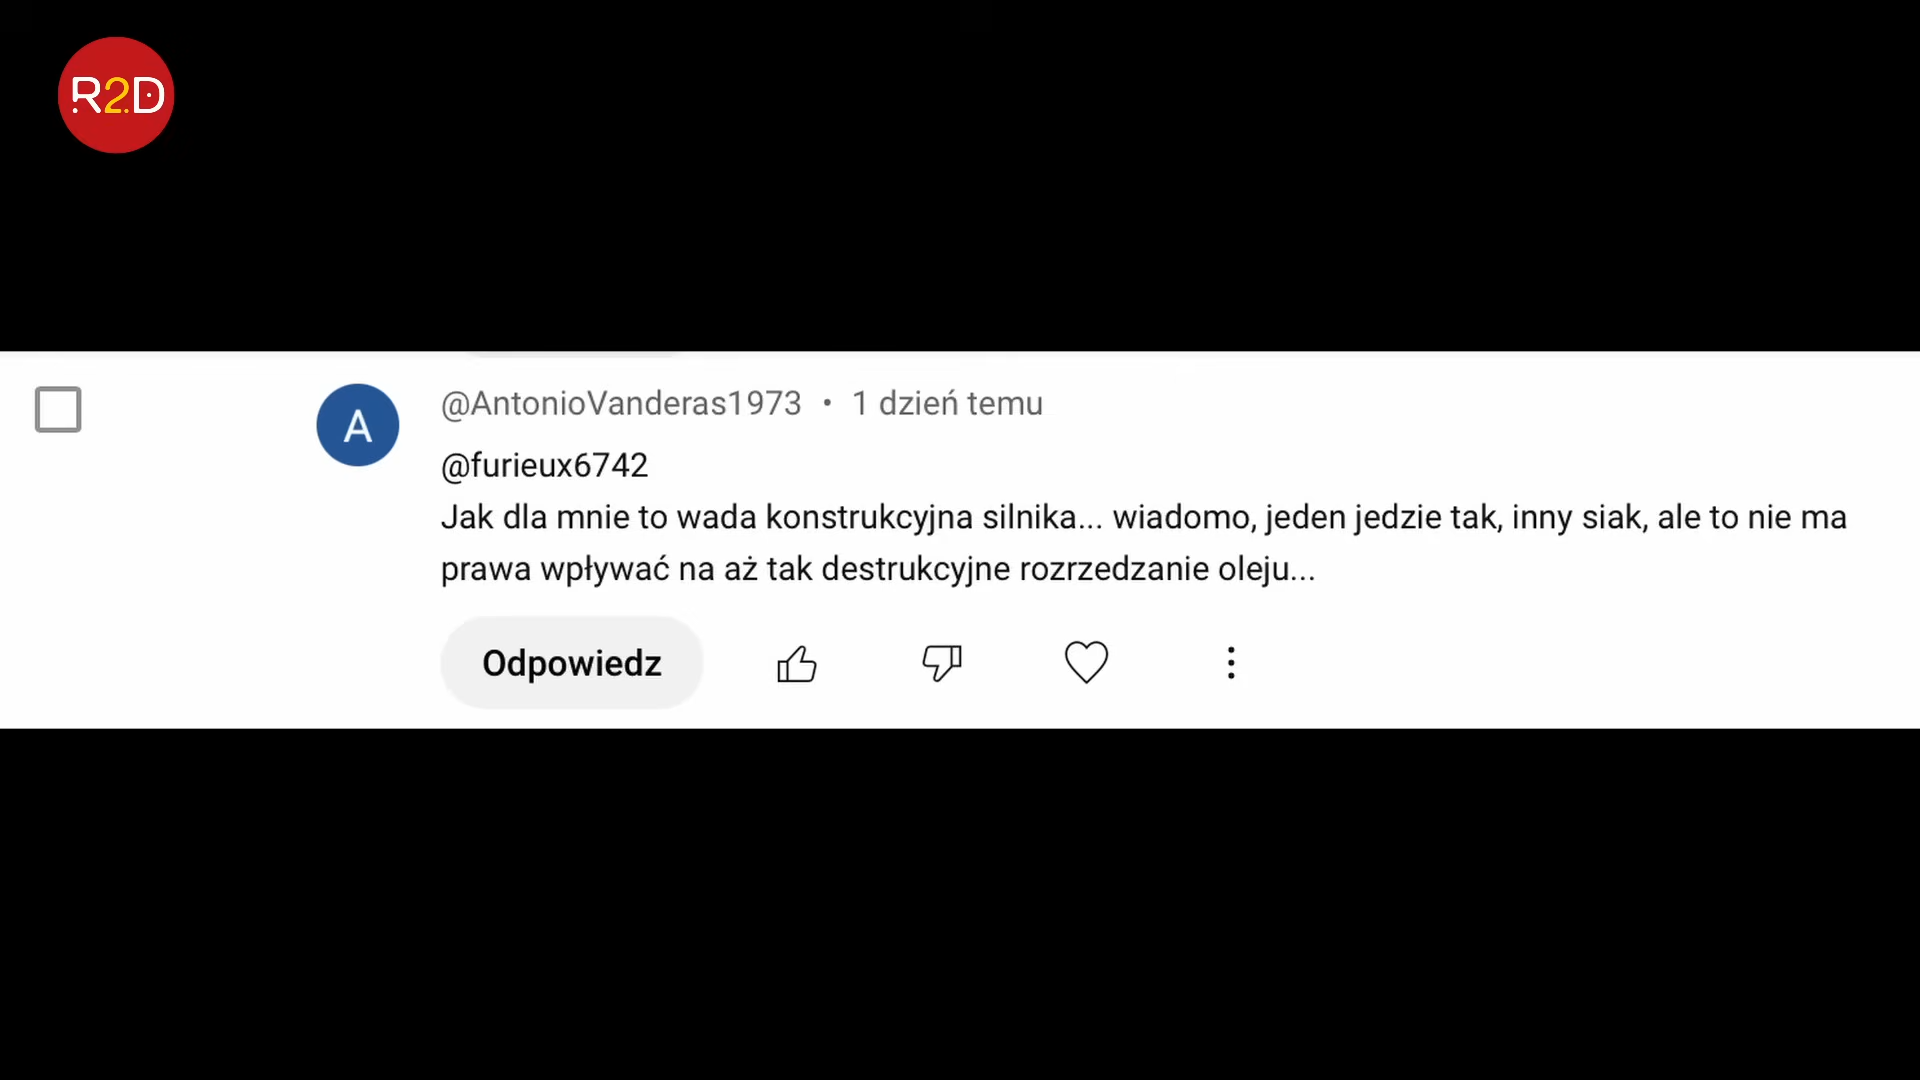 R2D
A
@AntonioVanderas1973 • 1 dzień temu
@furieux6742
Jak dla mnie to wada konstrukcyjna silnika... wiadomo, jeden jedzie tak, inny siak, ale to nie ma
prawa wpływać na aż tak destrukcyjne rozrzedzanie oleju...
Odpowiedz